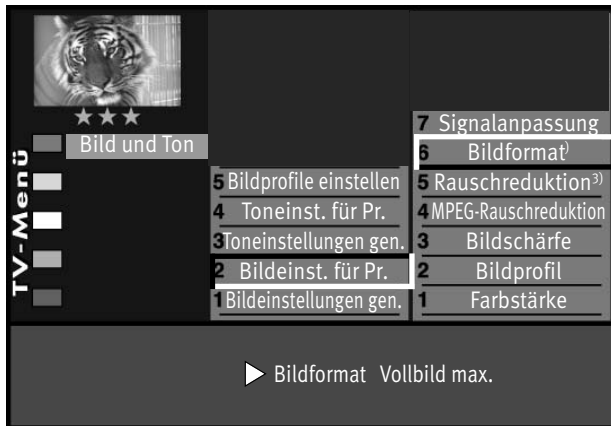 TV-Menü
Bild und Ton
5 Bildprofile einstellen
4 Toneinst. für Pr.
3 Toneinstellungen gen.
2 Bildeinst. für Pr.
1 Bildeinstellungen gen.
7 Signalanpassung
6 Bildformat)
5 Rauschreduktion3)
4 MPEG-Rauschreduktion
3 Bildschärfe
2 Bildprofil
1 Farbstärke
Bildformat Vollbild max.